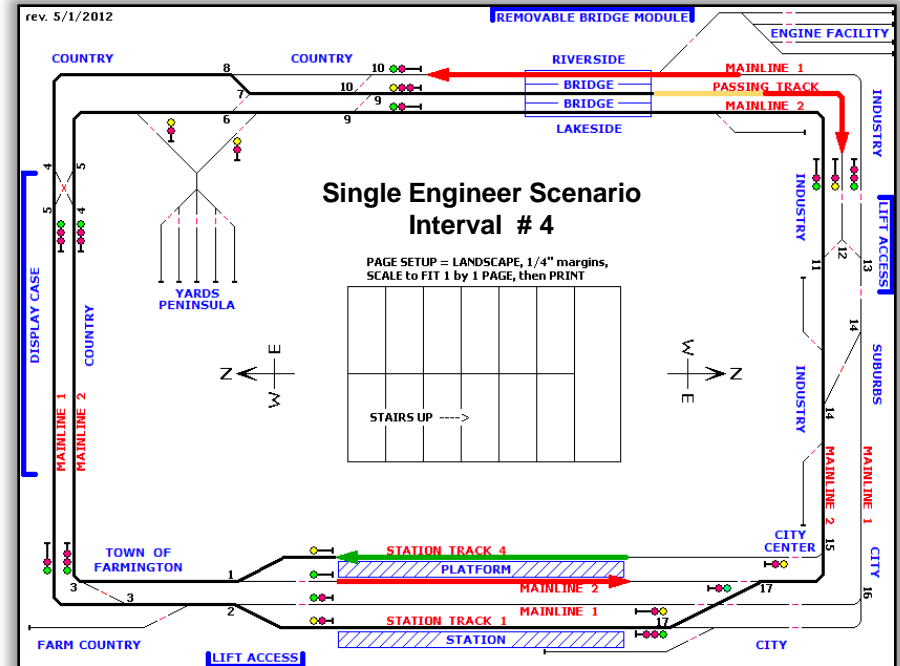 rev. 5/1/2012
REMOVABLE BRIDGE MODULE
ENGINE FACILITY
COUNTRY
COUNTRY
RIVERSIDE
8
10
MAINLINE 1
7
10
BRIDGE
PASSING TRACK
9
BRIDGE
MAINLINE 2
6
9
LAKESIDE
INDUSTRY
4
5
5
4
INDUSTRY
LIFT ACCESS
Single Engineer Scenario
Interval # 4
PAGE SETUP = LANDSCAPE, 1/4" margins,
SCALE to FIT 1 by 1 PAGE, then PRINT
11
12
13
YARDS
PENINSULA
DISPLAY CASE
COUNTRY
14
E
N
W
W
N
E
SUBURBS
INDUSTRY
STAIRS UP ---->
14
MAINLINE 1
MAINLINE 2
MAINLINE 2
MAINLINE 1
CITY
CENTER
15
CITY
TOWN OF
FARMINGTON
STATION TRACK 4
PLATFORM
1
MAINLINE 2
17
16
3
3
2
MAINLINE 1
STATION TRACK 1
17
STATION
FARM COUNTRY
LIFT ACCESS
CITY